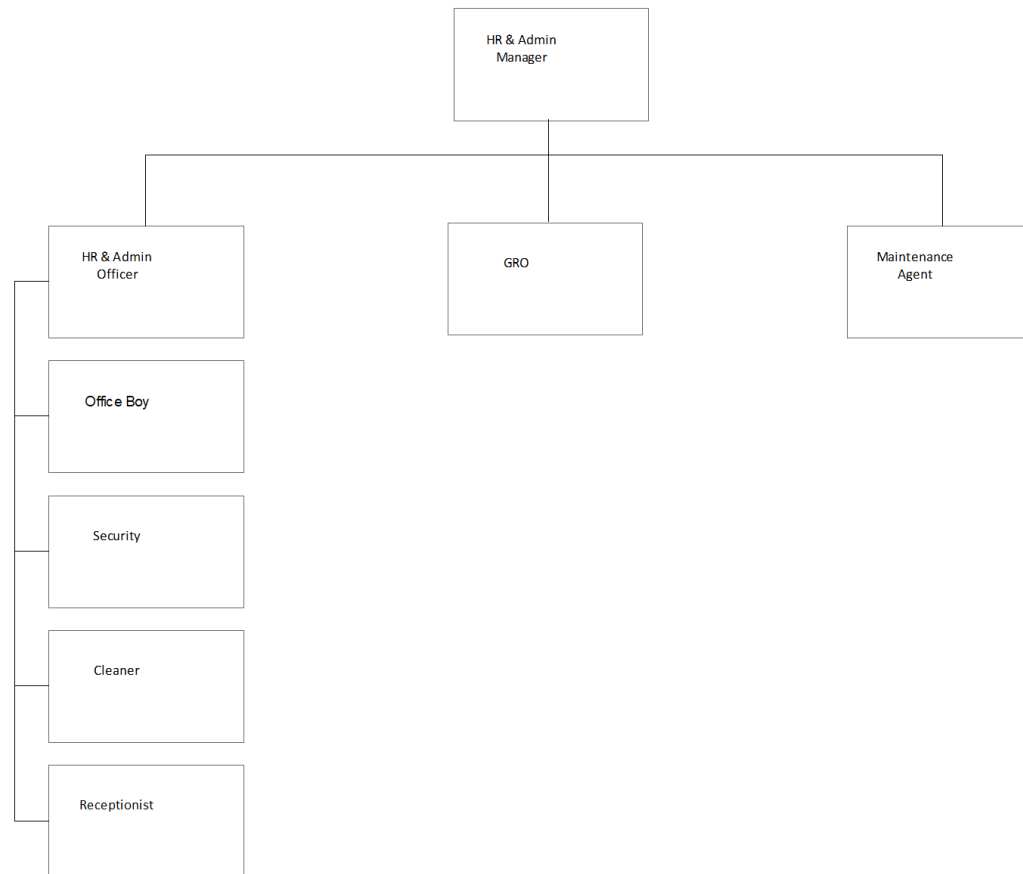 HR & Admin
Manager
HR & Admin
Officer
GRO
Maintenance
Agent
Office Boy
Security
Cleaner
Receptionist